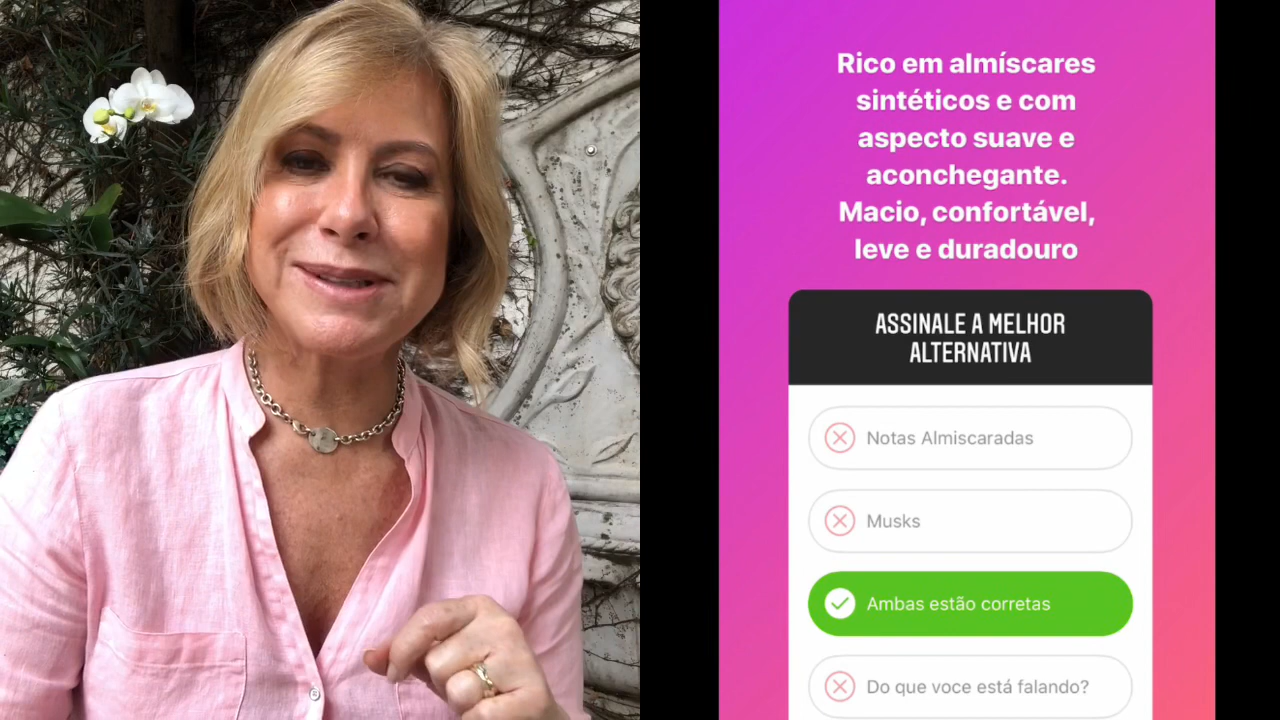 Rico em almíscares
sintéticos e com
aspecto suave e
aconchegante.
Macio, confortável,
leve e duradouro
ASSINALE A MELHOR
ALTERNATIVA
Notas Almiscaradas
Musks
Ambas estão corretas
Do que voce está falando?